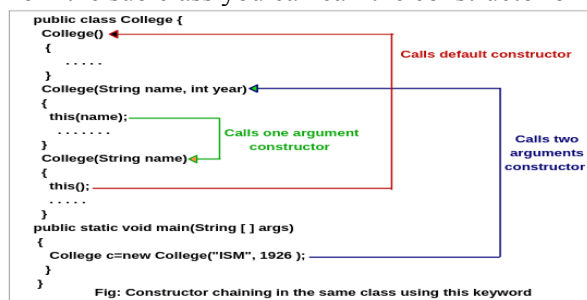 public class College {
College()
{
. . . . .
}
Calls default constructor
College(String name, int year)
{
this(name);
. . . . . . .
}
Calls one argument
constructor
Calls two
arguments
constructor
College(String name)
{
this();
. . . . .
}
public static void main(String [ ] args)
{
College c=new College("ISM", 1926 );
}
}
Fig: Constructor chaining in the same class using this keyword